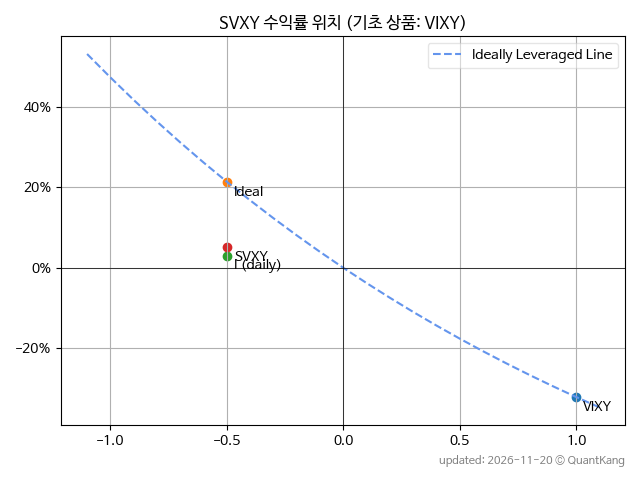 SVXY 수익률 위치 (기초 상품: VIXY)
Ideally Leveraged Line
40%
20%
0%
−20%
Ideal
SVXY
I (daily)
VIXY
−1.0
−0.5
0.0
0.5
1.0
updated: 2026-11-20 © QuantKang